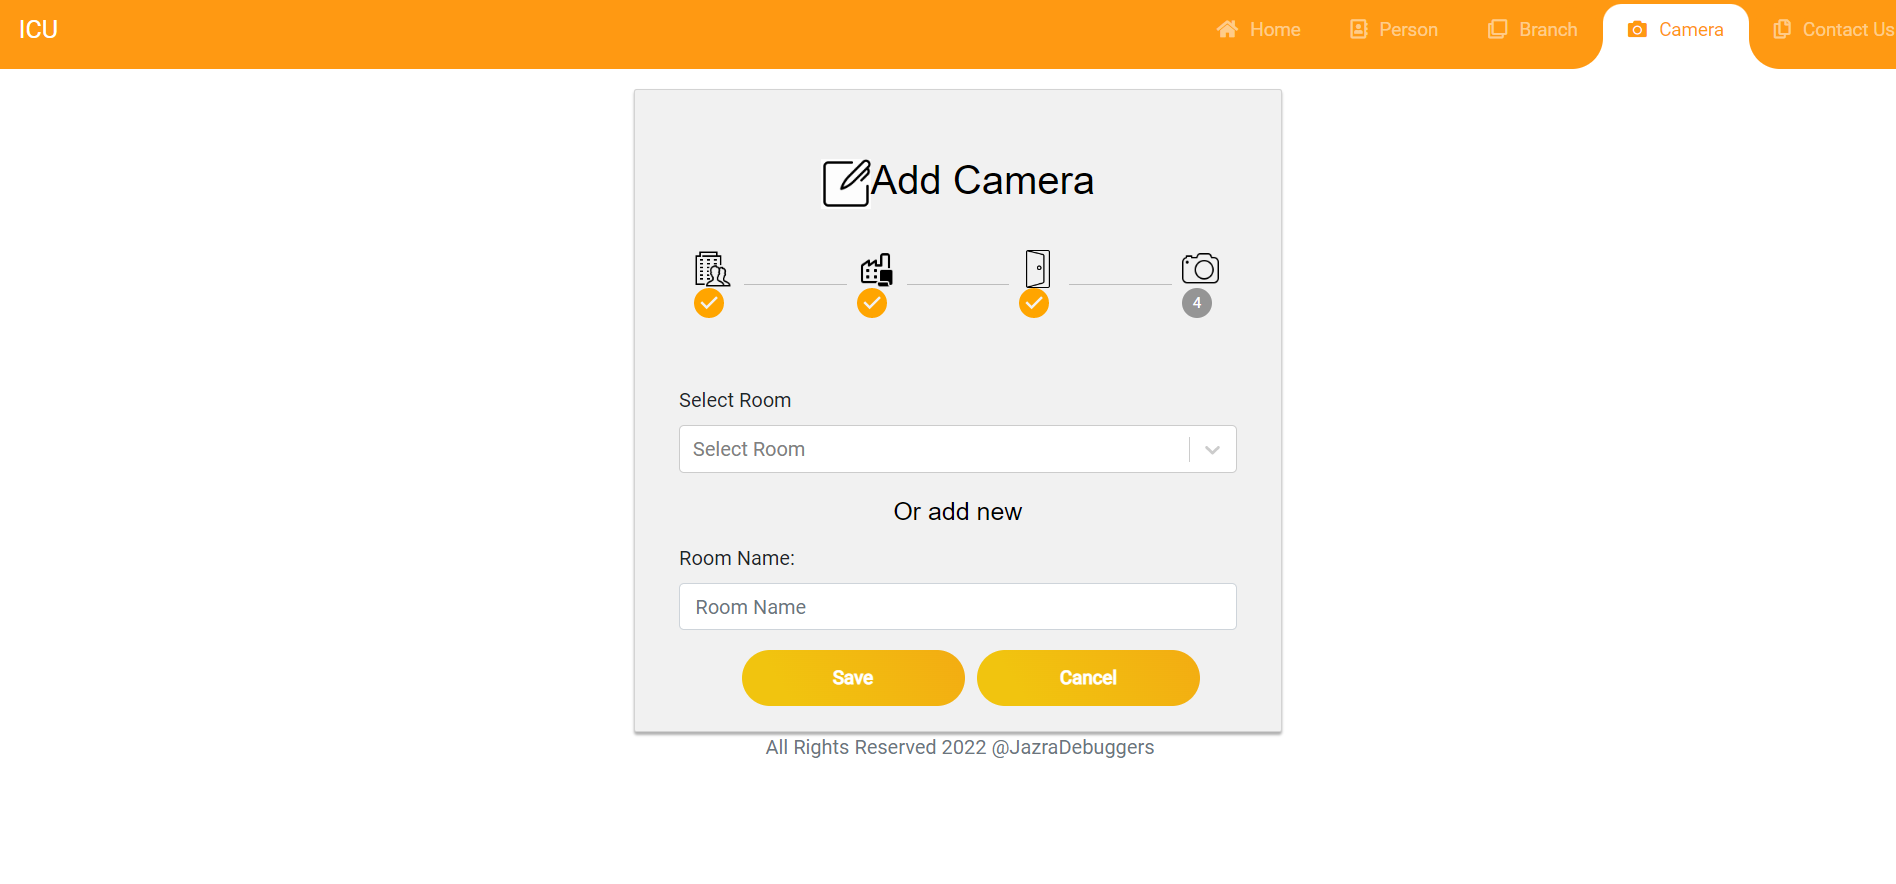 ICU
Home
Person
Branch
Camera
Contact Us
Add Camera
4
Select Room
Select Room
Or add new
Room Name:
Room Name
Save
Cancel
All Rights Reserved 2022 @JazraDebuggers